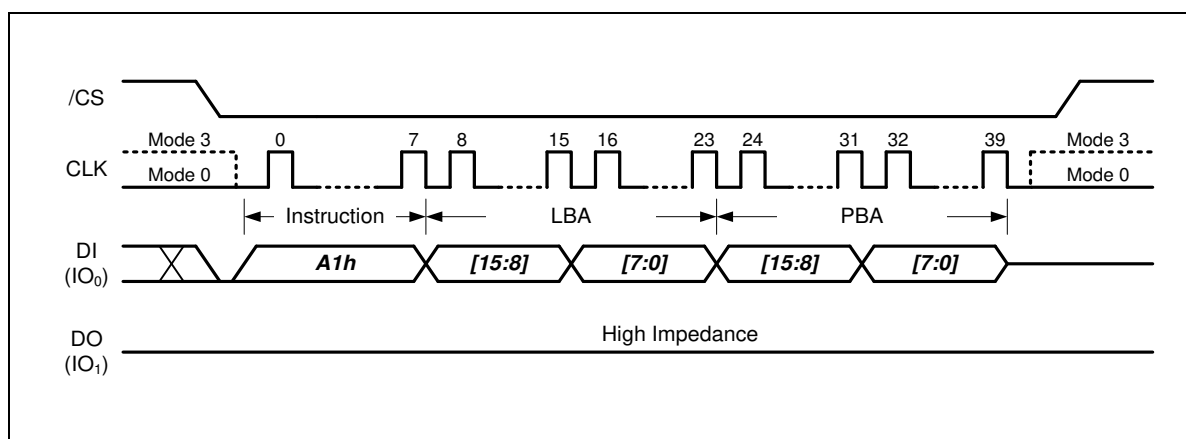 /CS
Mode 3 0 7 8 15 16 23 24 31 32 39 Mode 3
CLK
Mode 0 Mode 0
Instruction LBA PBA
DI
(IO0)
A1h [15:8] [7:0] [15:8] [7:0]
High Impedance
DO
(IO1)